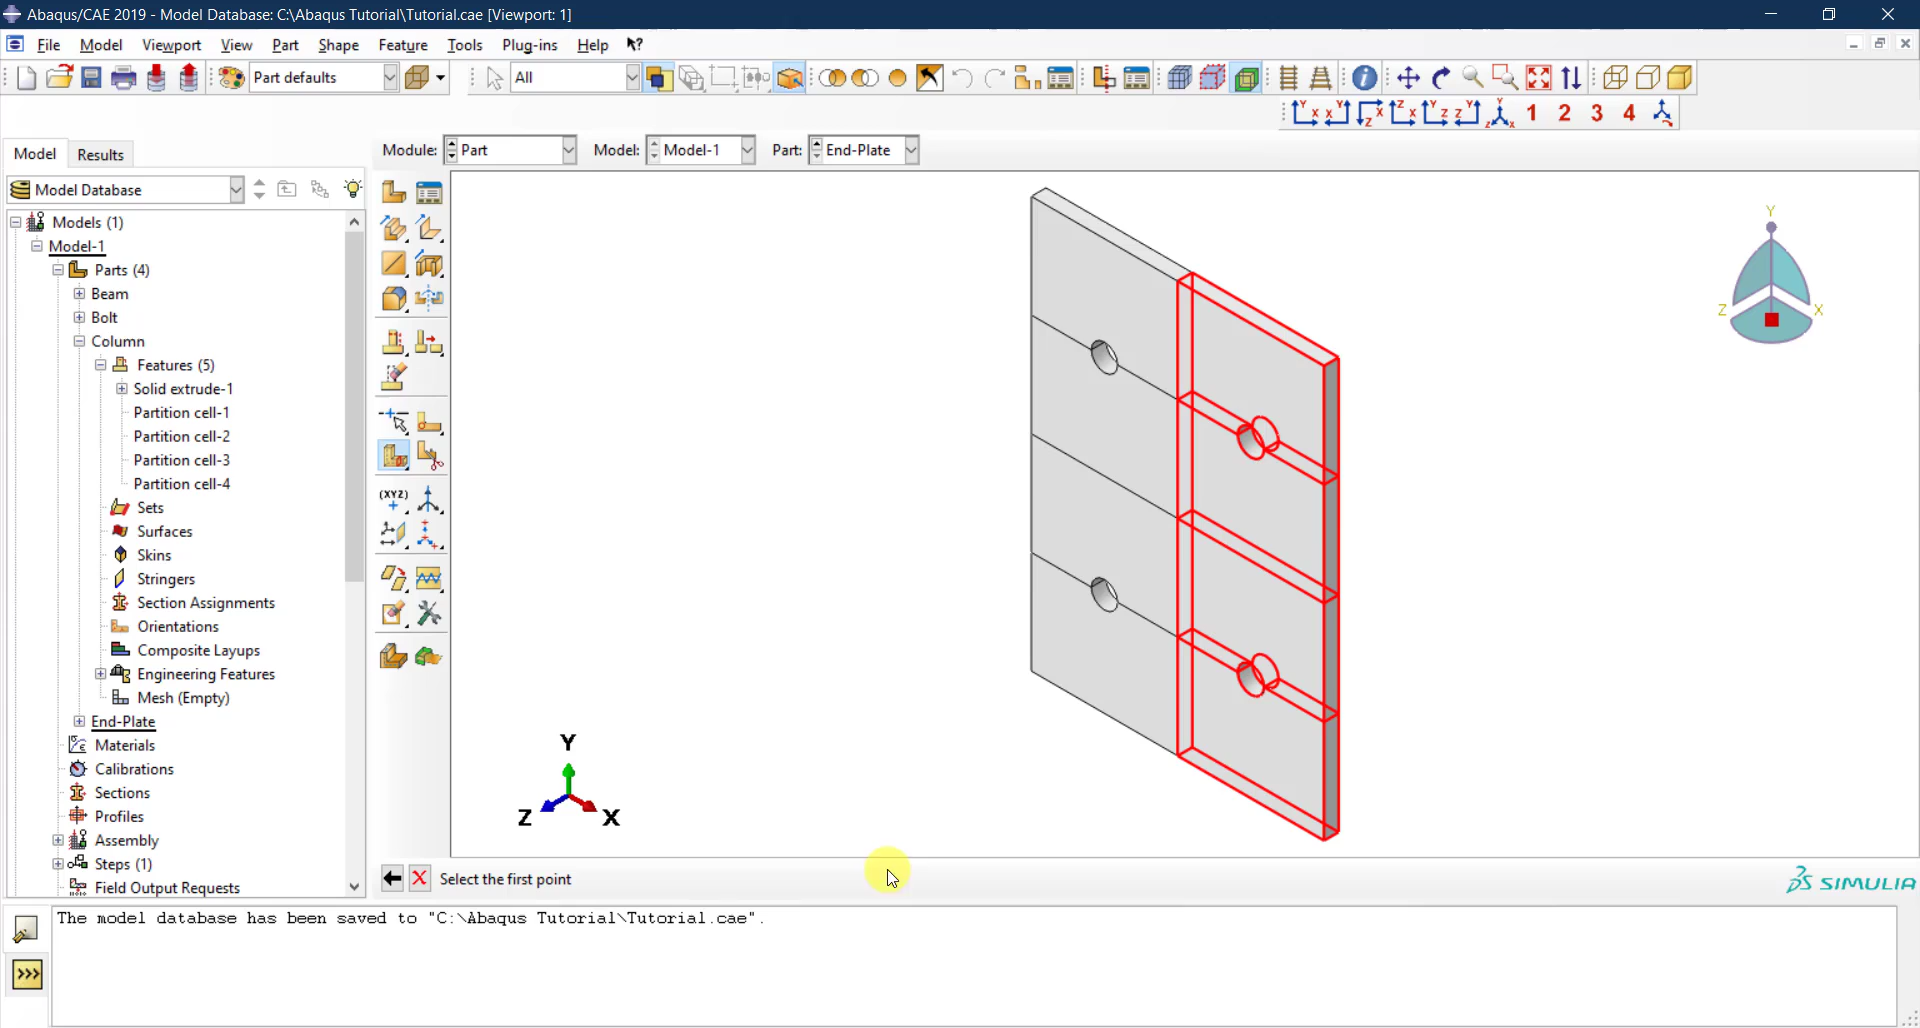 Abaqus/CAE 2019 - Model Database: C:\Abaqus Tutorial\Tutorial.cae [Viewport: 1]
File Model Viewport View Part Shape Feature Tools Plug-ins Help
Part defaults All
1 2 3 4
Model Results
Module: Part Model: Model-1 Part: End-Plate
Model Database
Models (1)
Model-1
Parts (4)
Beam
Bolt
Column
Features (5)
Solid extrude-1
Partition cell-1
Partition cell-2
Partition cell-3
Partition cell-4
Sets
Surfaces
Skins
Stringers
Section Assignments
Orientations
Composite Layups
Engineering Features
Mesh (Empty)
End-Plate
Materials
Calibrations
Sections
Profiles
Assembly
Steps (1)
Field Output Requests
(XYZ)
Y
Z X
Y
Z X
Select the first point
SIMULIA
The model database has been saved to "C:\Abaqus Tutorial\Tutorial.cae".
>>>